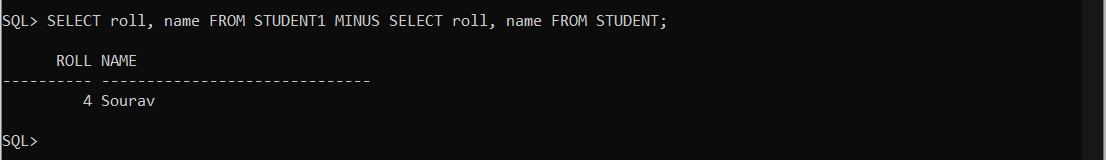 SQL> SELECT roll, name FROM STUDENT1 MINUS SELECT roll, name FROM STUDENT;
      ROLL NAME
---------- ------------------------------
         4 Sourav
SQL>